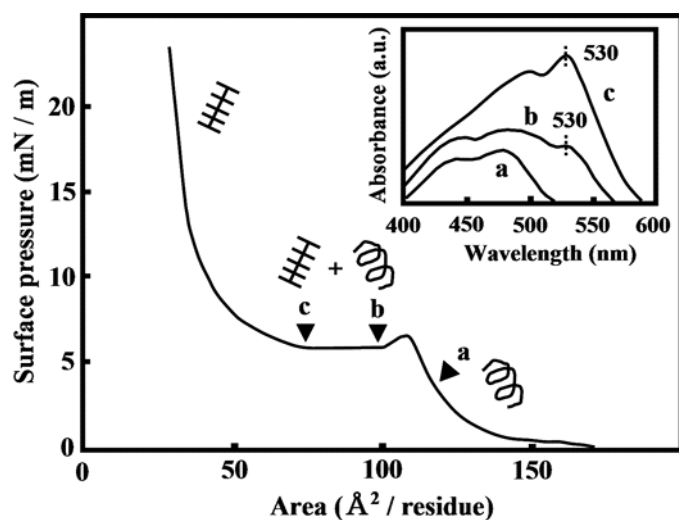 Surface pressure (mN / m)
20
15
10
5
0
0
50
100
150
Area (Å² / residue)
c
+
b
a
Absorbance (a.u.)
530
c
b
530
a
400
450
500
550
600
Wavelength (nm)